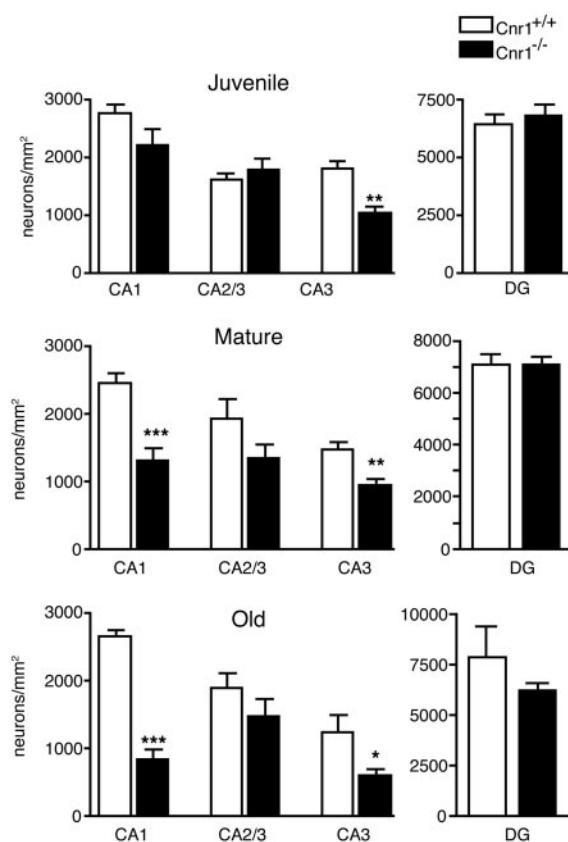 Cnr1+/+
Cnr1-/-
Juvenile
neurons/mm²
3000
2000
1000
0
CA1
CA2/3
CA3
**
7500
5000
2500
0
DG
Mature
neurons/mm²
3000
2000
1000
0
CA1
CA2/3
CA3
***
**
8000
6000
4000
2000
0
DG
Old
neurons/mm²
3000
2000
1000
0
CA1
CA2/3
CA3
***
*
10000
7500
5000
2500
0
DG